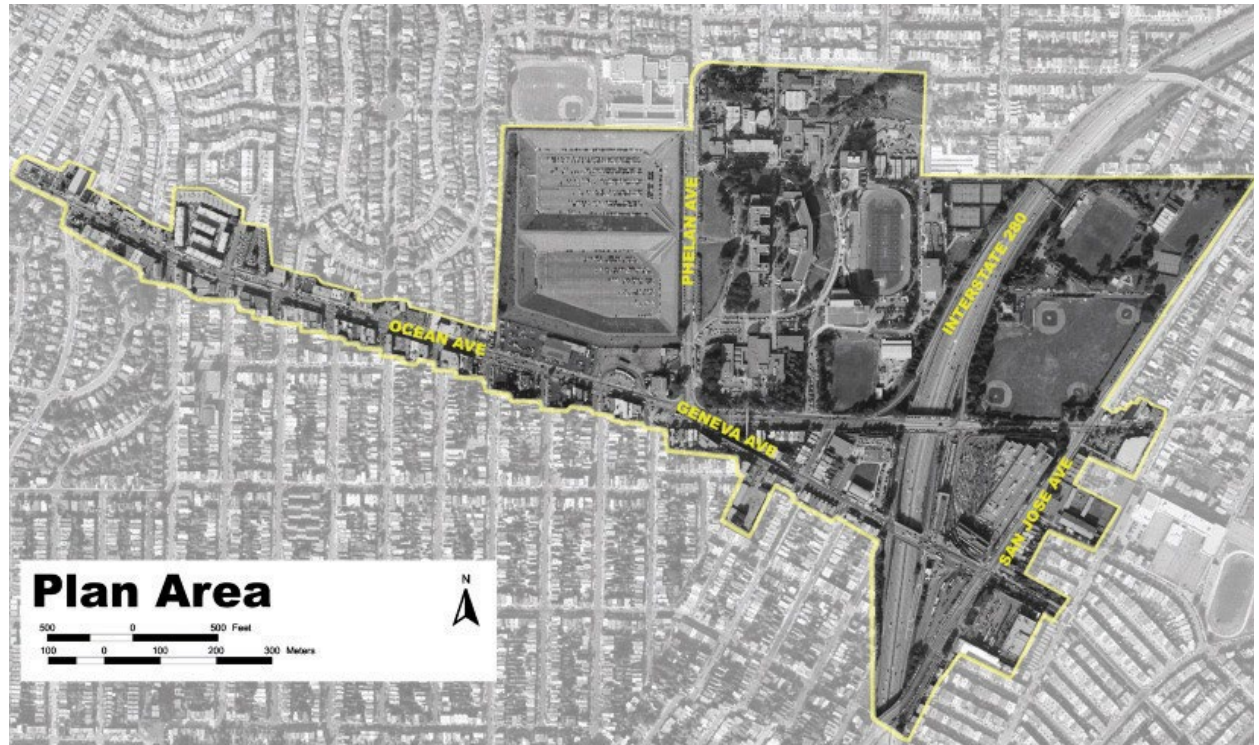 PHELAN AVE
INTERSTATE 280
OCEAN AVE
GENEVA AVE
SAN JOSE AVE
Plan Area
N
500 0 500 Feet
100 0 100 200 300 Meters